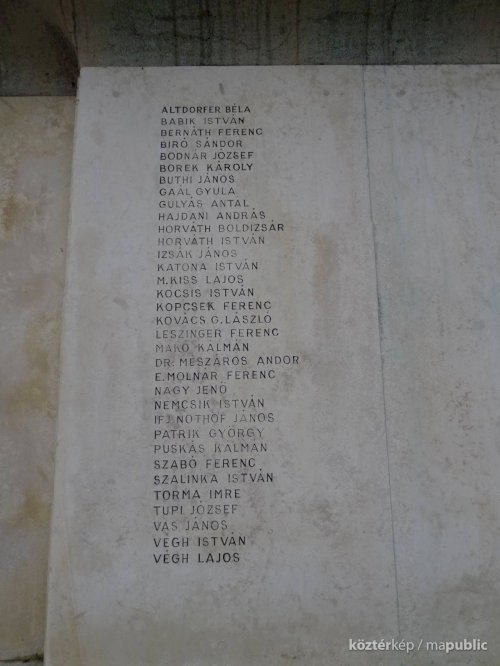 ALTDORFER BÉLA
BABIK ISTVÁN
BERNÁTH FERENC
BIRÓ SÁNDOR
BODNÁR JÓZSEF
BOREK KÁROLY
BUTHI JÁNOS
GAÁL GYULA
GULYÁS ANTAL
HAJDANI ANDRÁS
HORVÁTH BOLDIZSÁR
HORVÁTH ISTVÁN
IZSÁK JÁNOS
KATONA ISTVÁN
M. KISS LAJOS
KOCSIS ISTVÁN
KOPCSEK FERENC
KOVÁCS G. LÁSZLÓ
LESZINGER FERENC
MAKÓ KÁLMÁN
DR. MÉSZÁROS ANDOR
E. MOLNÁR FERENC
NAGY JENŐ
NEMCSIK ISTVÁN
IFJ. NOTHOF JÁNOS
PATRIK GYÖRGY
PUSKÁS KÁLMÁN
SZABÓ FERENC
SZALINKA ISTVÁN
TORMA IMRE
TUPI JÓZSEF
VAS JÁNOS
VÉGH ISTVÁN
VÉGH LAJOS
köztérkép / mapublic